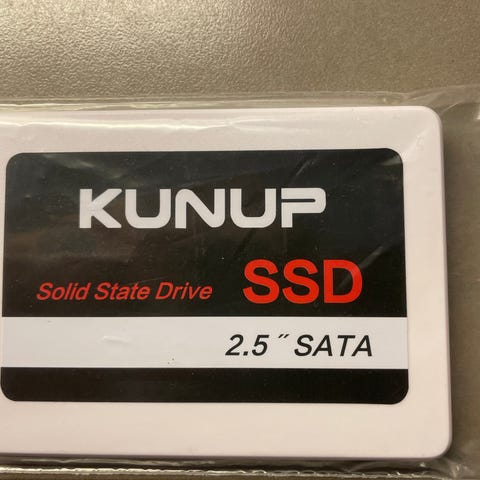 KUNUP
Solid State Drive SSD
2.5" SATA